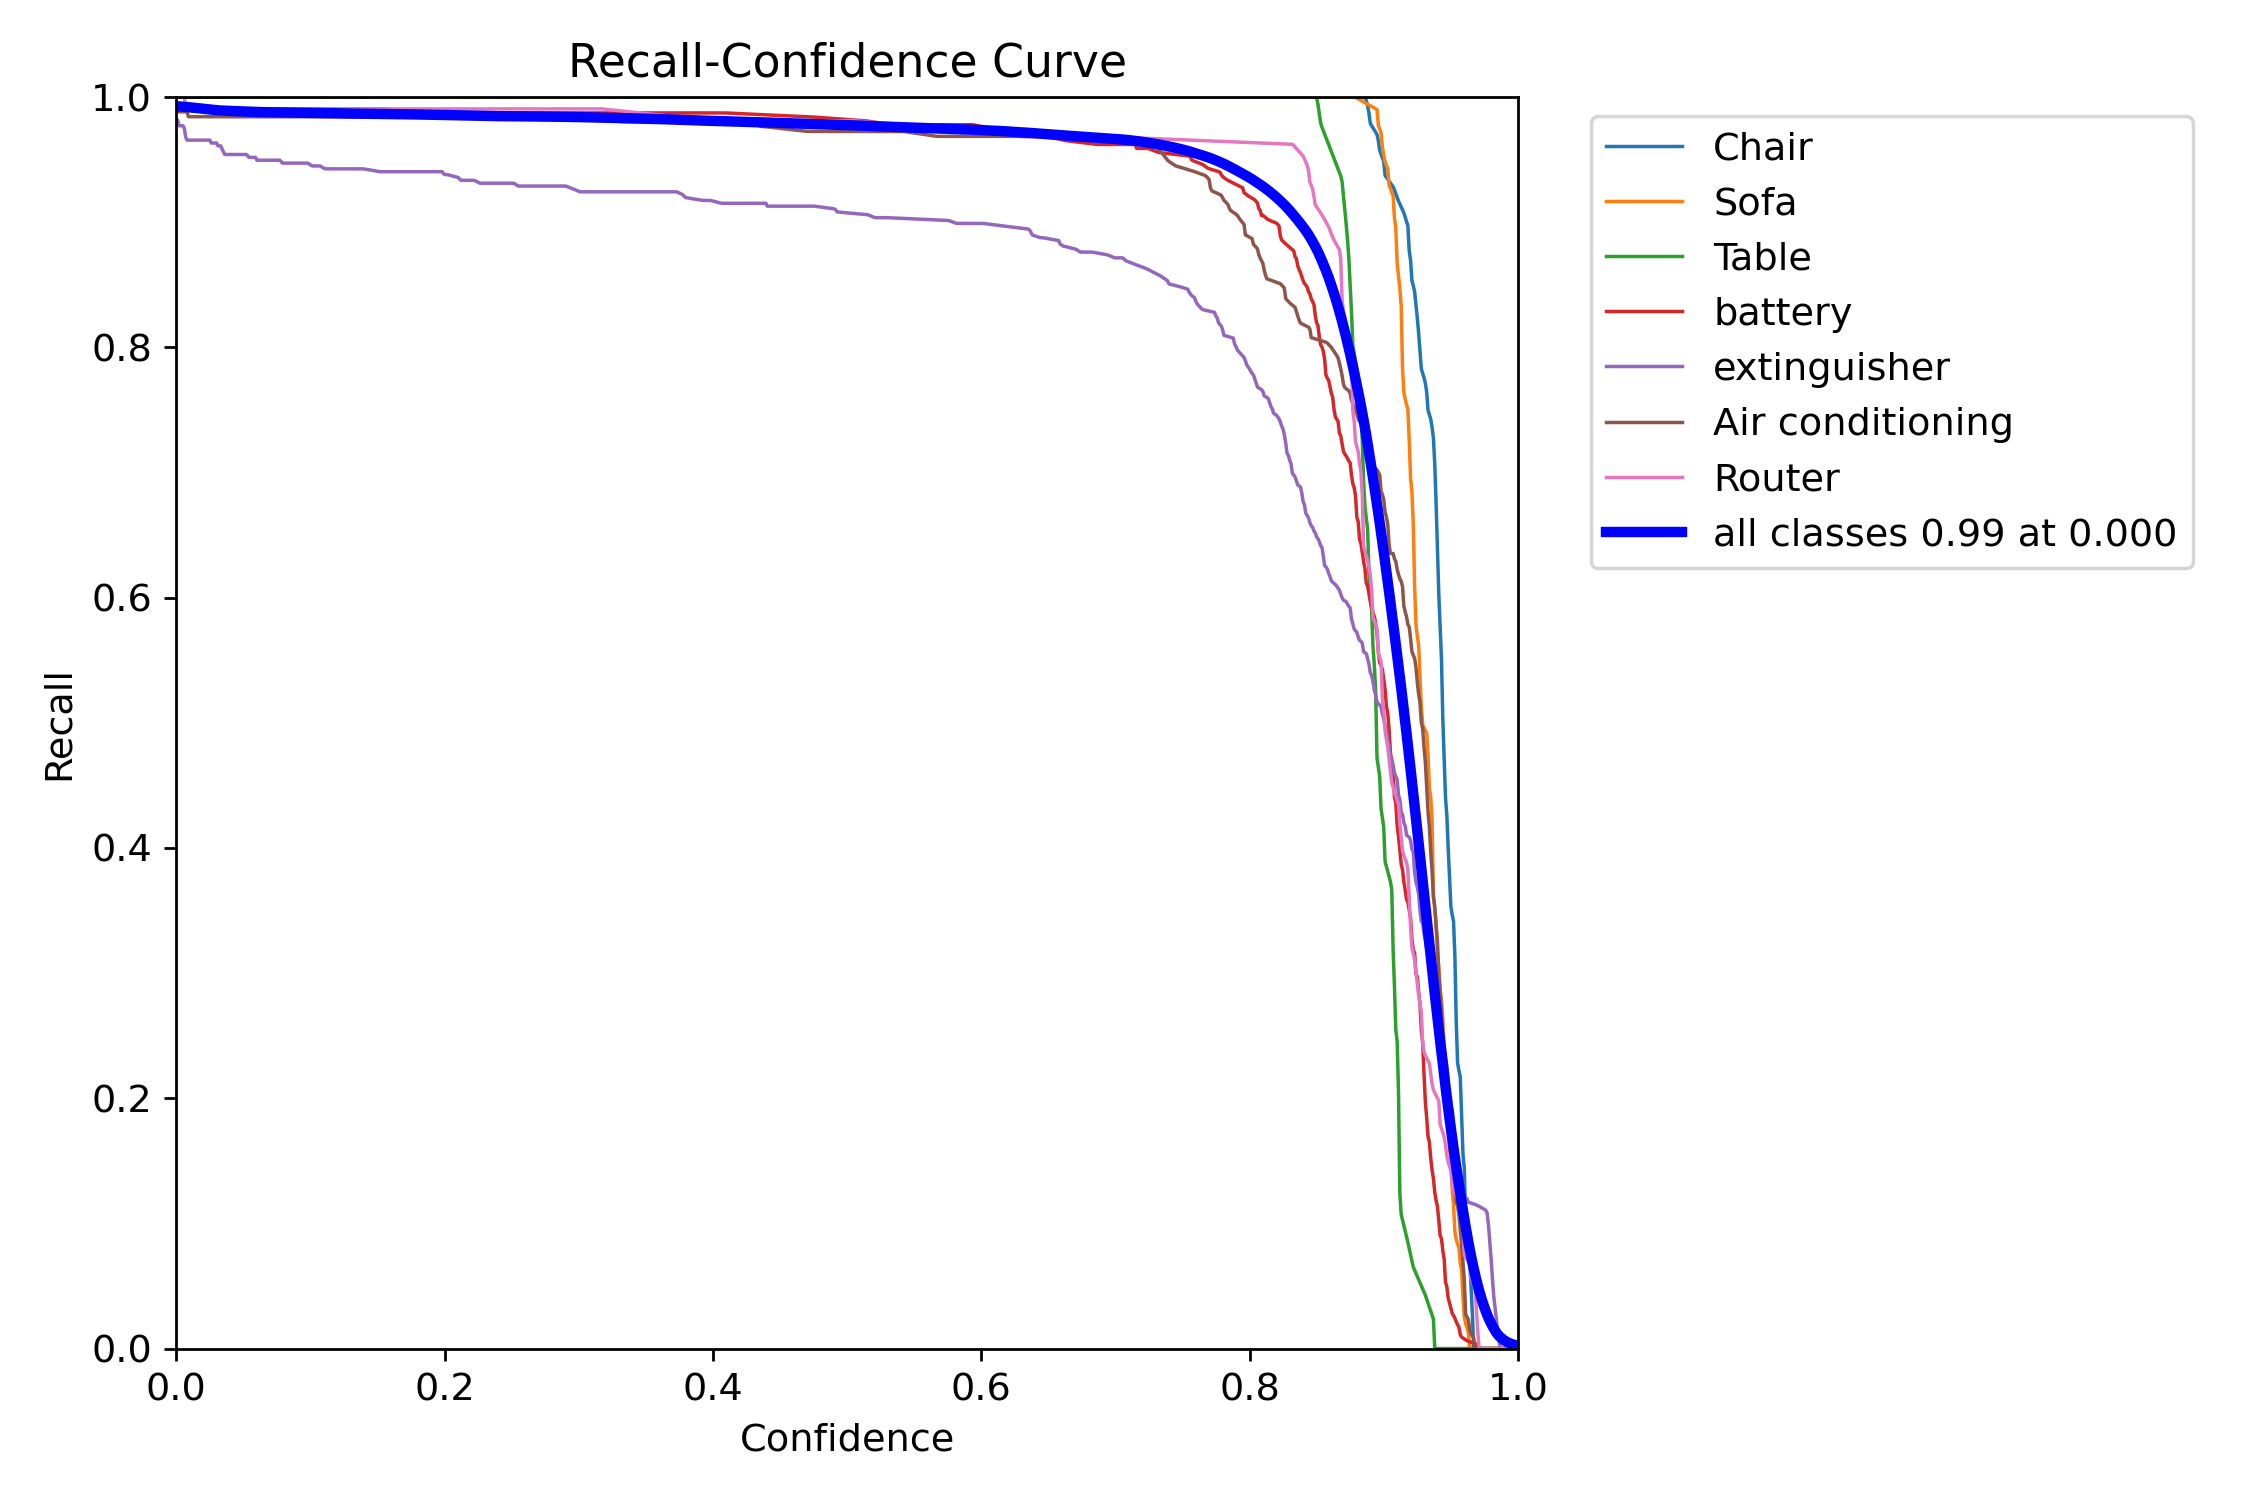 Recall-Confidence Curve
1.0
0.8
0.6
0.4
0.2
0.0
Recall
0.0 0.2 0.4 0.6 0.8 1.0
Confidence
Chair
Sofa
Table
battery
extinguisher
Air conditioning
Router
all classes 0.99 at 0.000